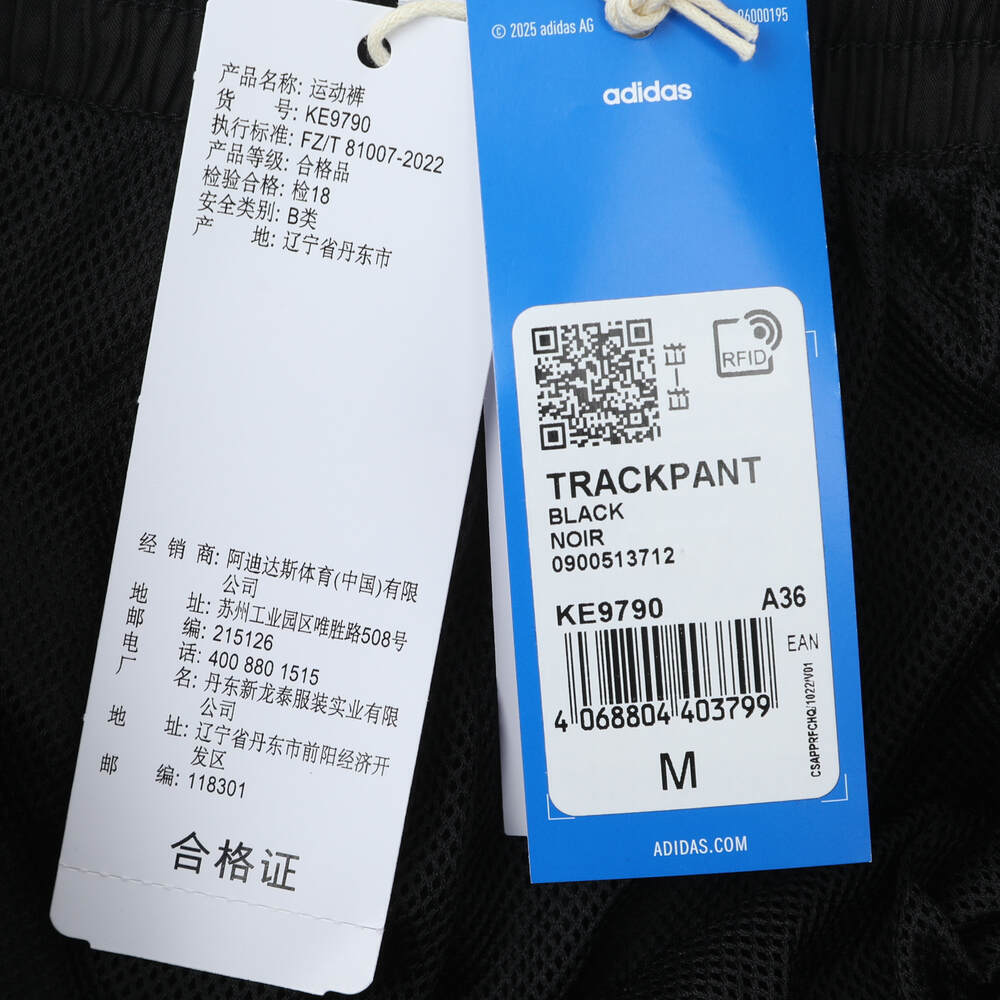 产品名称: 运动裤
货 号: KE9790
执行标准: FZ/T 81007-2022
产品等级: 合格品
检验合格: 检18
安全类别: B类
产 地: 辽宁省丹东市
经 销 商: 阿迪达斯体育(中国)有限
公司
地 址: 苏州工业园区唯胜路508号
邮 编: 215126
电 话: 400 880 1515
厂 名: 丹东新龙泰服装实业有限
公司
地 址: 辽宁省丹东市前阳经济开
发区
邮 编: 118301
合格证
© 2025 adidas AG
6000195
adidas
RFID
扫一扫
TRACKPANT
BLACK
NOIR
0900513712
KE9790
A36
EAN
4 068804 403799
CSAPPRFCHQ/1022/V01
M
ADIDAS.COM